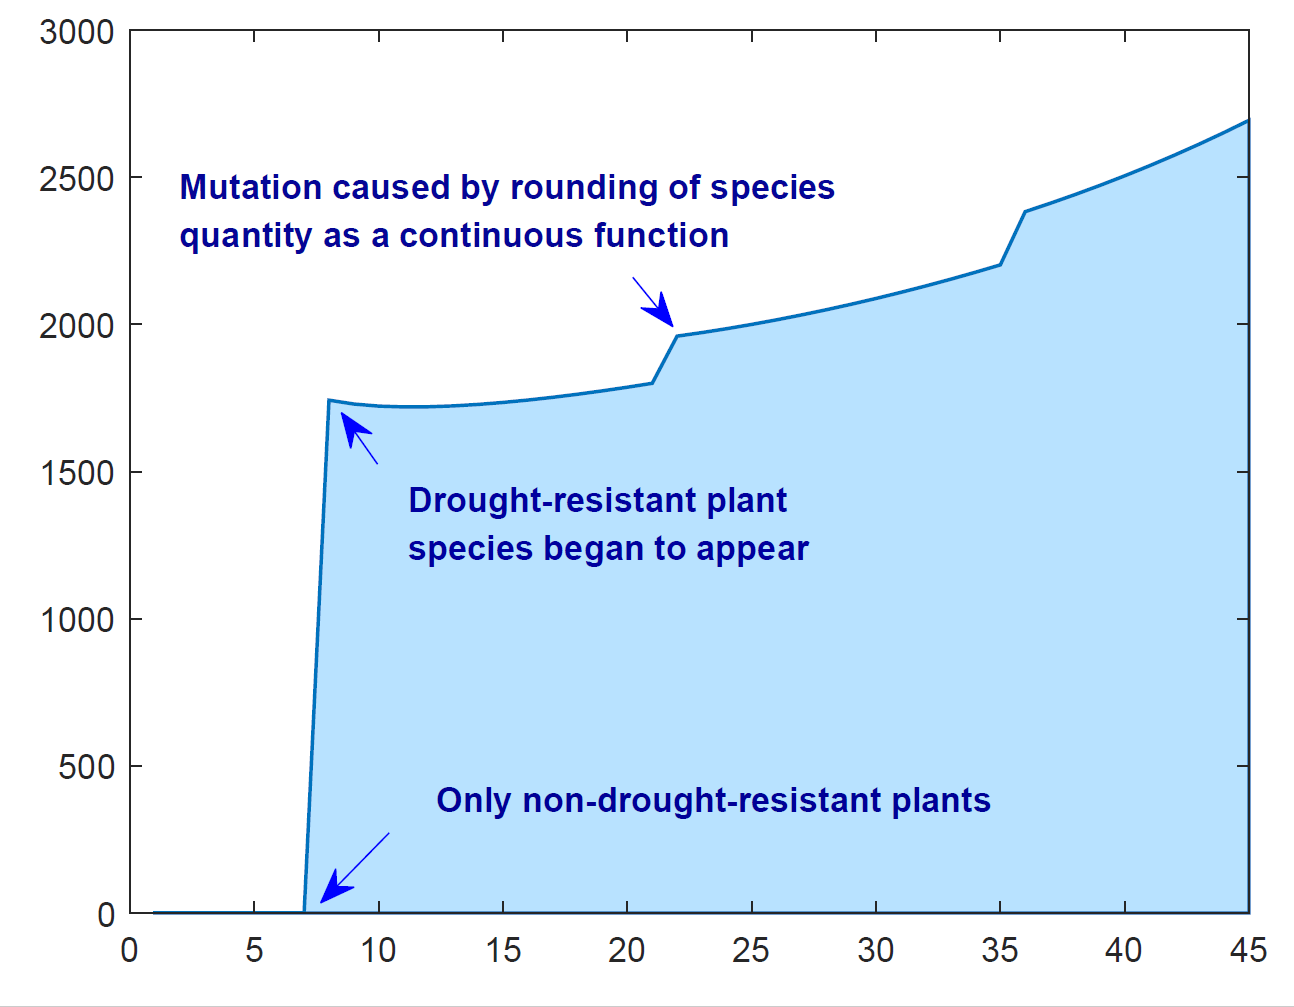 3000
2500
2000
1500
1000
500
0
Mutation caused by rounding of species
quantity as a continuous function
Drought-resistant plant
species began to appear
Only non-drought-resistant plants
0 5 10 15 20 25 30 35 40 45